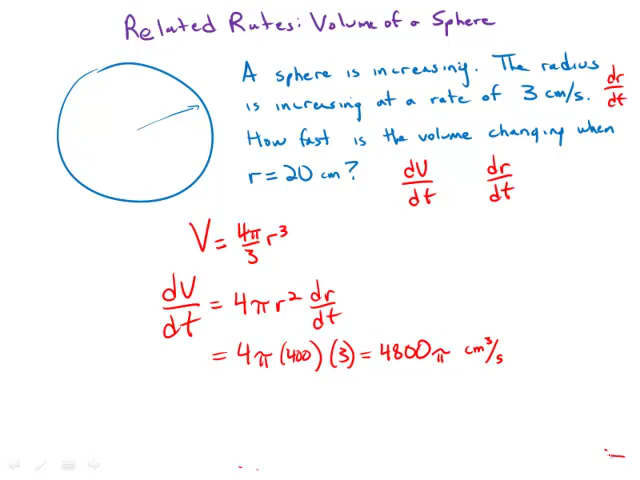 Related Rates: Volume of a Sphere
A sphere is increasing. The radius dr/dt
is increasing at a rate of 3 cm/s.
How fast is the volume changing when
r = 20 cm? dV/dt dr/dt
V = 4π/3 r³
dV/dt = 4πr² dr/dt
= 4π(400)(3) = 4800π cm³/s